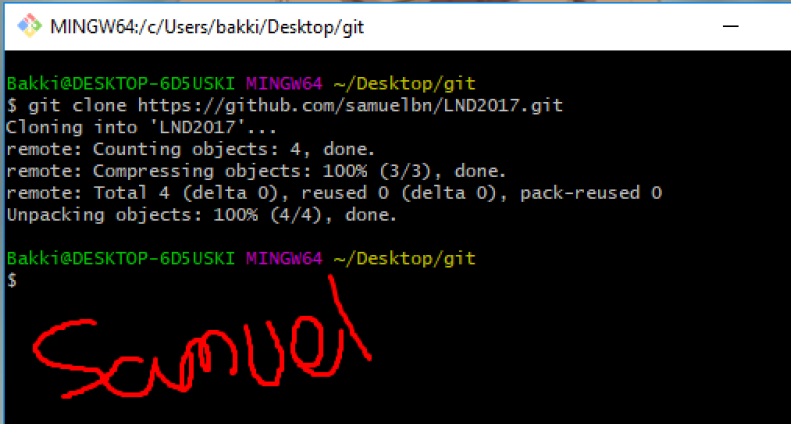 MINGW64:/c/Users/bakki/Desktop/git
Bakki@DESKTOP-6D5USKI MINGW64 ~/Desktop/git
$ git clone https://github.com/samuelbn/LND2017.git
Cloning into 'LND2017'...
remote: Counting objects: 4, done.
remote: Compressing objects: 100% (3/3), done.
remote: Total 4 (delta 0), reused 0 (delta 0), pack-reused 0
Unpacking objects: 100% (4/4), done.
Bakki@DESKTOP-6D5USKI MINGW64 ~/Desktop/git
$
Samuel